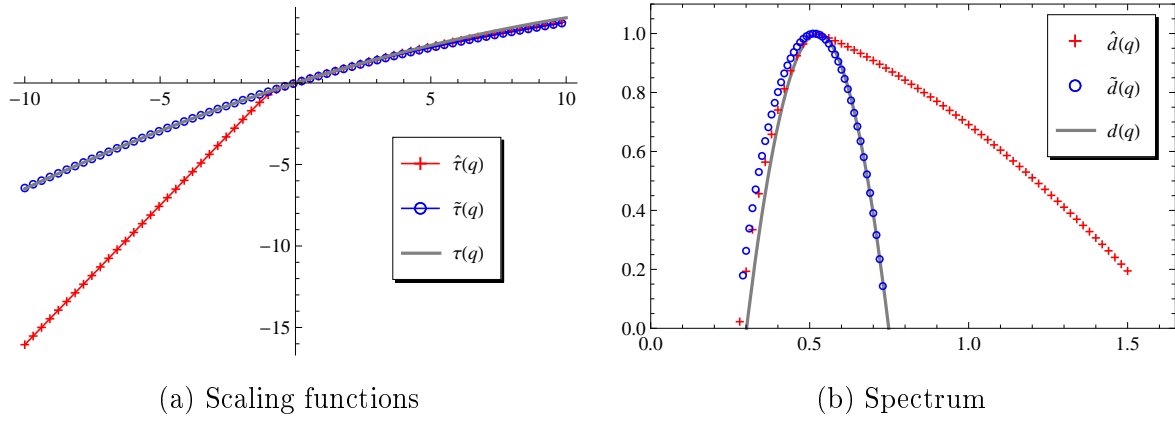 −10
−5
5
10
−5
−10
−15
τ̂(q)
τ̃(q)
τ(q)
(a) Scaling functions
1.0
0.8
0.6
0.4
0.2
0.0
0.0
0.5
1.0
1.5
d̂(q)
d̃(q)
d(q)
(b) Spectrum